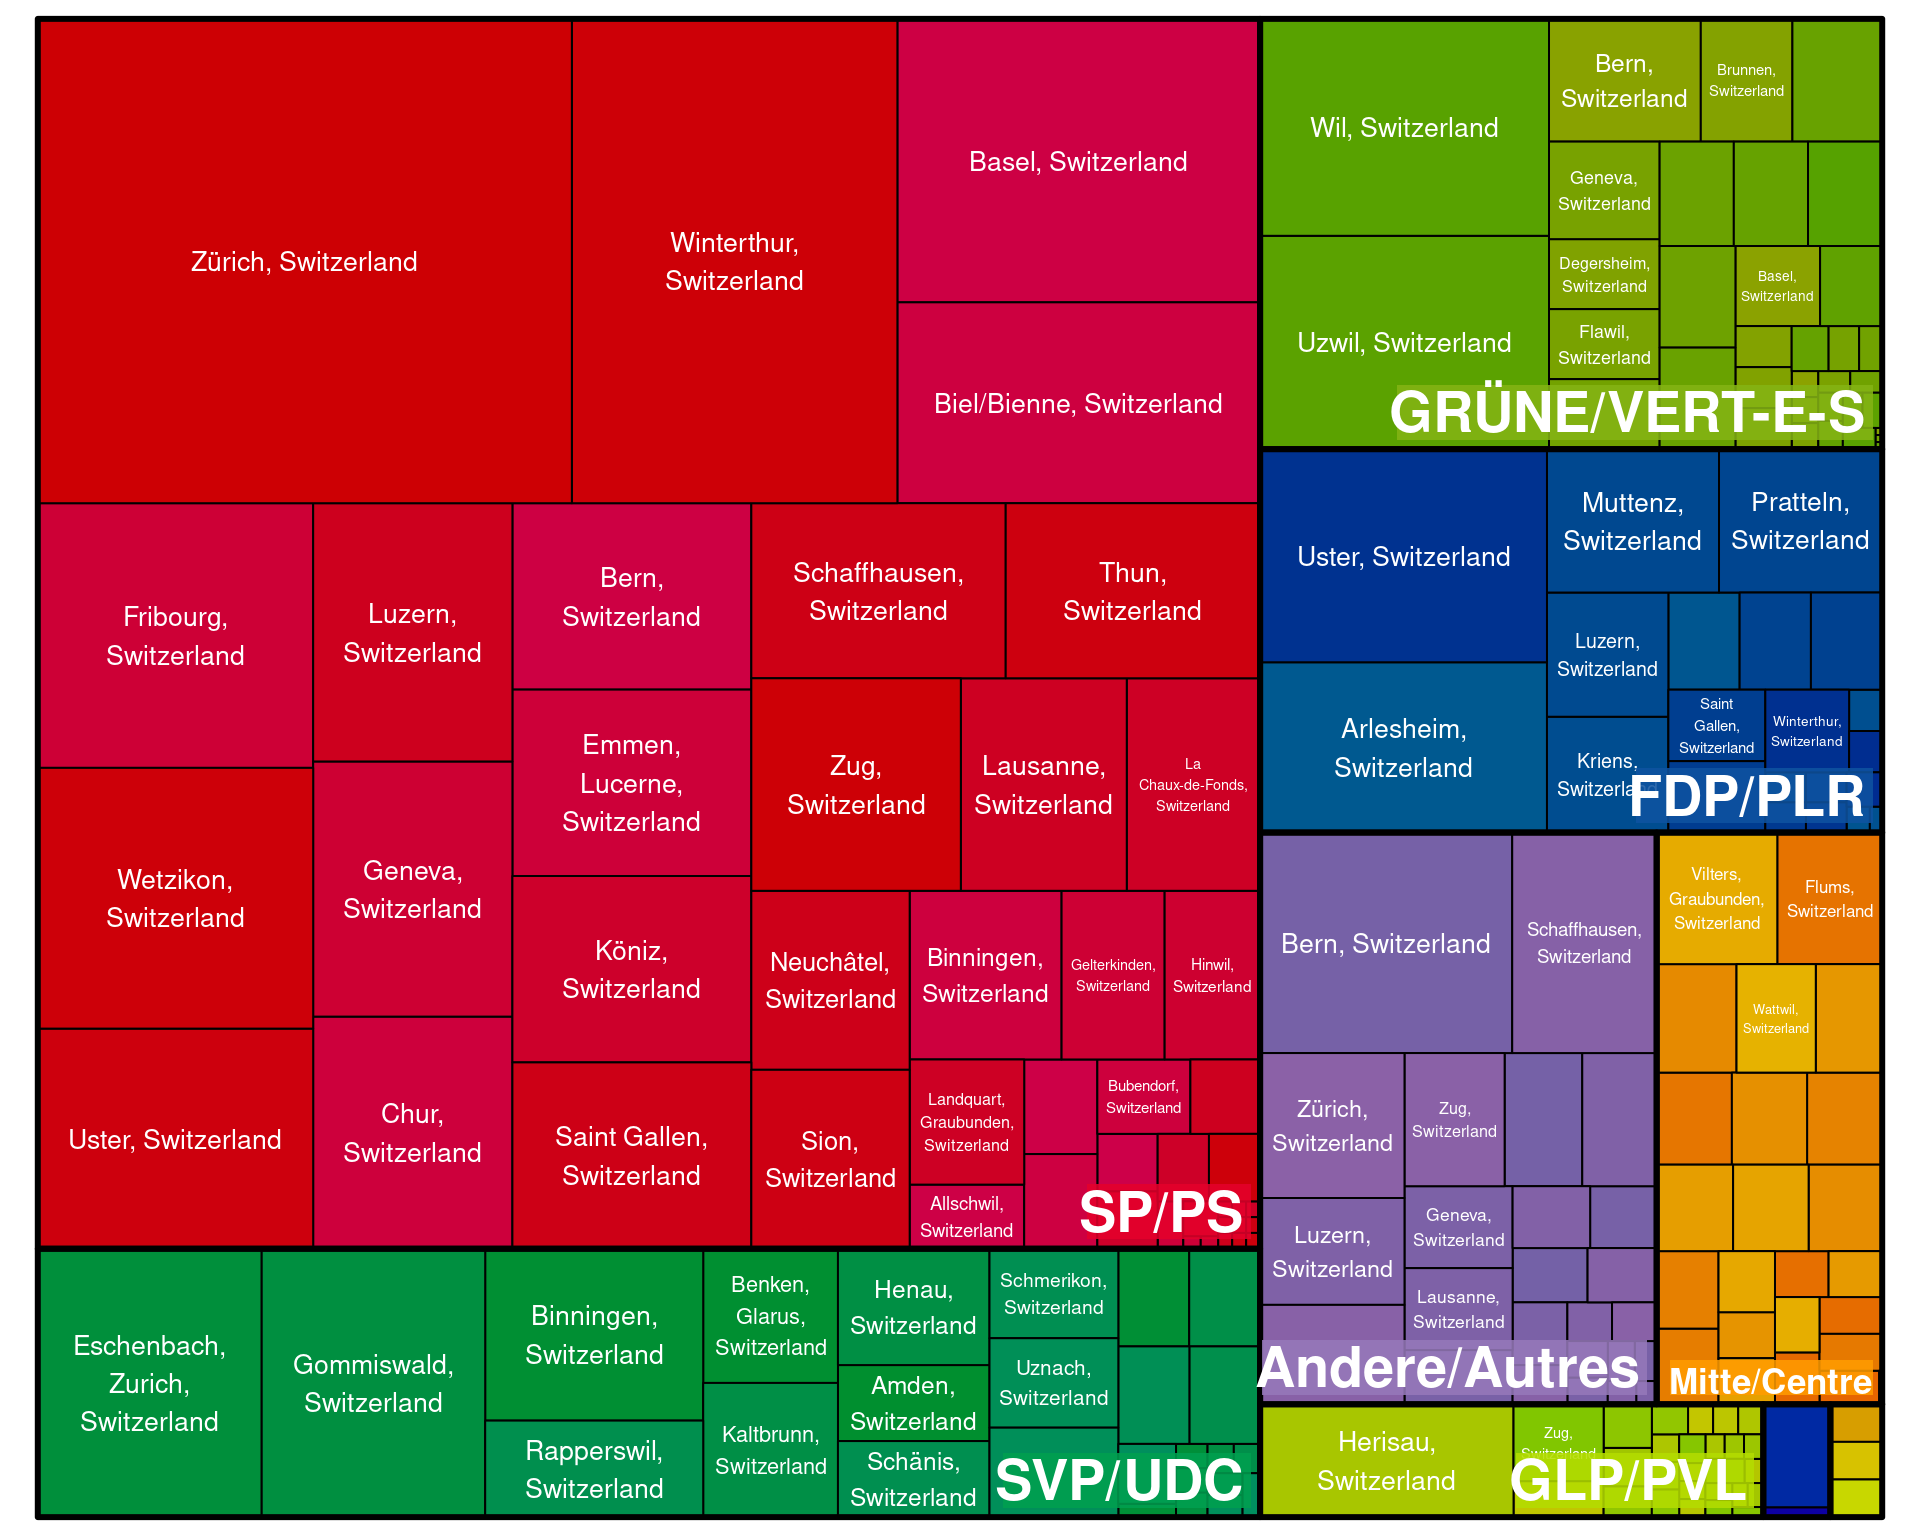 Zürich, Switzerland
Winterthur,
Switzerland
Basel, Switzerland
Biel/Bienne, Switzerland
Fribourg,
Switzerland
Luzern,
Switzerland
Bern,
Switzerland
Schaffhausen,
Switzerland
Thun,
Switzerland
Emmen,
Lucerne,
Switzerland
Zug,
Switzerland
Lausanne,
Switzerland
La
Chaux-de-Fonds,
Switzerland
Wetzikon,
Switzerland
Geneva,
Switzerland
Köniz,
Switzerland
Neuchâtel,
Switzerland
Binningen,
Switzerland
Gelterkinden,
Switzerland
Hinwil,
Switzerland
Uster, Switzerland
Chur,
Switzerland
Saint Gallen,
Switzerland
Sion,
Switzerland
Landquart,
Graubunden,
Switzerland
Bubendorf,
Switzerland
Allschwil,
Switzerland
SP/PS
Eschenbach,
Zurich,
Switzerland
Gommiswald,
Switzerland
Binningen,
Switzerland
Rapperswil,
Switzerland
Benken,
Glarus,
Switzerland
Kaltbrunn,
Switzerland
Henau,
Switzerland
Amden,
Switzerland
Schänis,
Switzerland
Schmerikon,
Switzerland
Uznach,
Switzerland
SVP/UDC
Wil, Switzerland
Uzwil, Switzerland
Bern,
Switzerland
Brunnen,
Switzerland
Geneva,
Switzerland
Degersheim,
Switzerland
Flawil,
Switzerland
Basel,
Switzerland
GRÜNE/VERT-E-S
Uster, Switzerland
Arlesheim,
Switzerland
Muttenz,
Switzerland
Pratteln,
Switzerland
Luzern,
Switzerland
Kriens,
Switzerland
Saint
Gallen,
Switzerland
Winterthur,
Switzerland
FDP/PLR
Bern, Switzerland
Schaffhausen,
Switzerland
Zürich,
Switzerland
Zug,
Switzerland
Luzern,
Switzerland
Geneva,
Switzerland
Lausanne,
Switzerland
Andere/Autres
Vilters,
Graubunden,
Switzerland
Flums,
Switzerland
Wattwil,
Switzerland
Mitte/Centre
Herisau,
Switzerland
Zug,
Switzerland
GLP/PVL